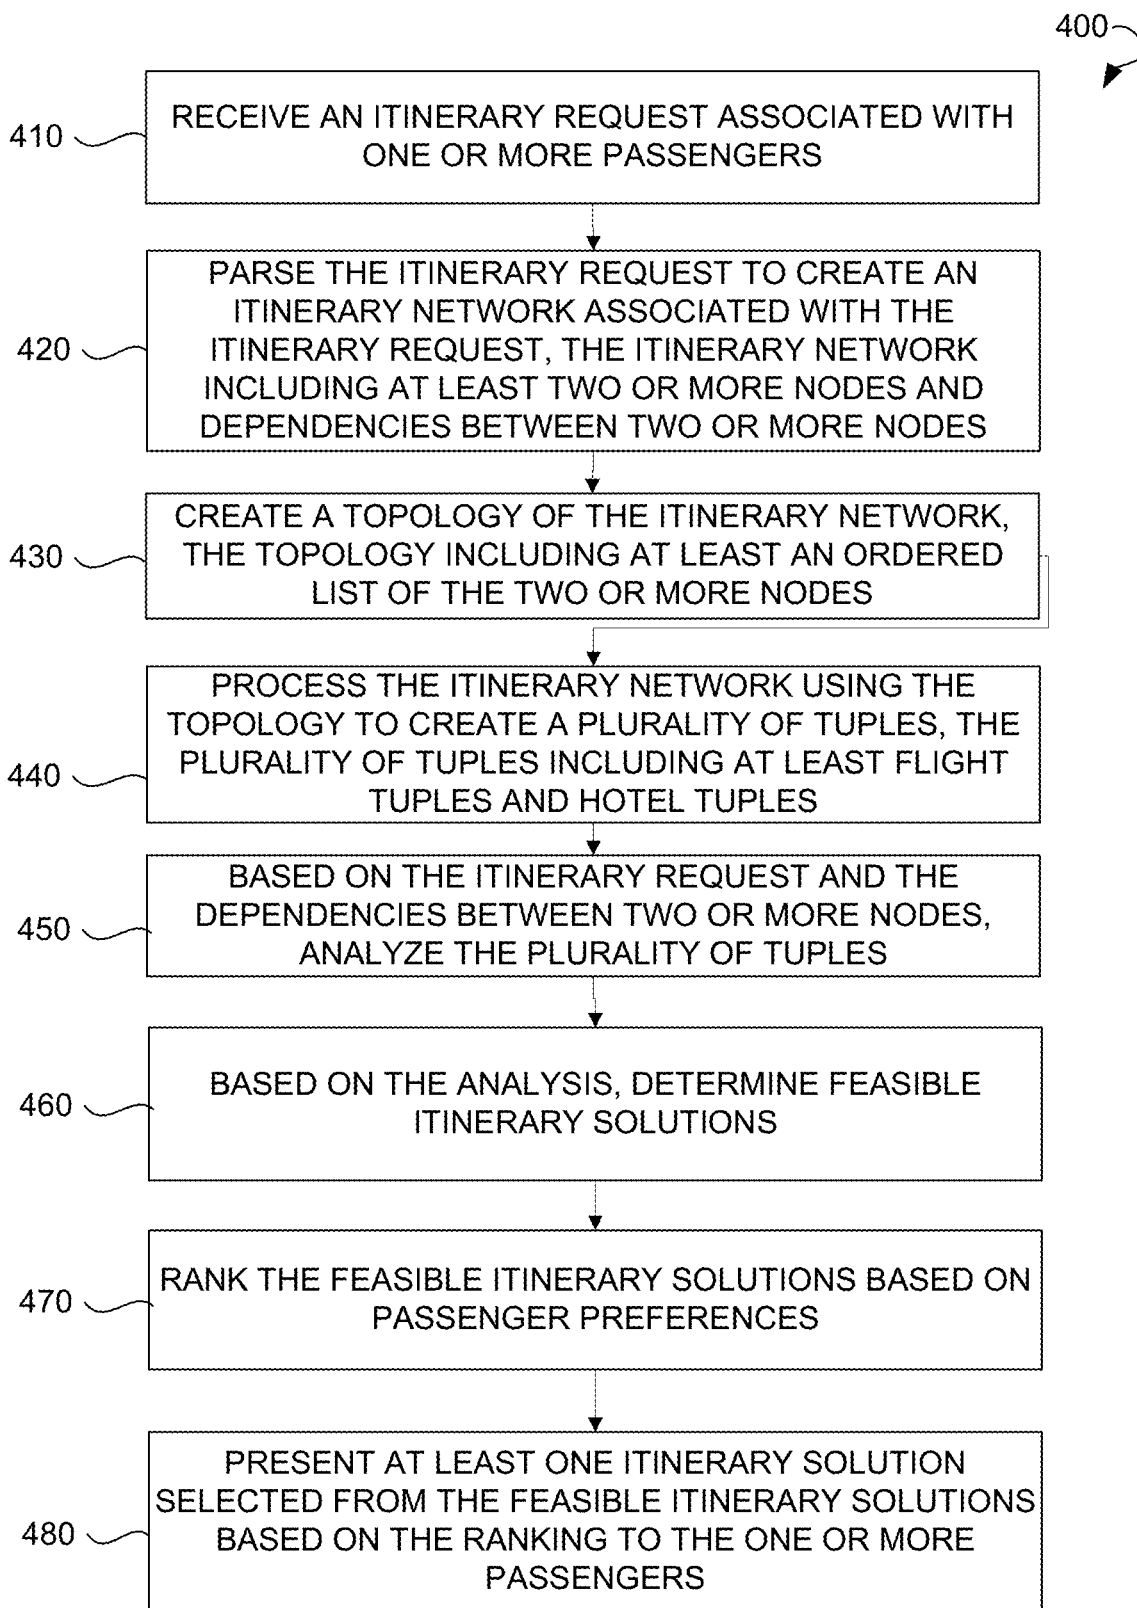 400
410
RECEIVE AN ITINERARY REQUEST ASSOCIATED WITH
ONE OR MORE PASSENGERS
420
PARSE THE ITINERARY REQUEST TO CREATE AN
ITINERARY NETWORK ASSOCIATED WITH THE
ITINERARY REQUEST, THE ITINERARY NETWORK
INCLUDING AT LEAST TWO OR MORE NODES AND
DEPENDENCIES BETWEEN TWO OR MORE NODES
430
CREATE A TOPOLOGY OF THE ITINERARY NETWORK,
THE TOPOLOGY INCLUDING AT LEAST AN ORDERED
LIST OF THE TWO OR MORE NODES
440
PROCESS THE ITINERARY NETWORK USING THE
TOPOLOGY TO CREATE A PLURALITY OF TUPLES, THE
PLURALITY OF TUPLES INCLUDING AT LEAST FLIGHT
TUPLES AND HOTEL TUPLES
450
BASED ON THE ITINERARY REQUEST AND THE
DEPENDENCIES BETWEEN TWO OR MORE NODES,
ANALYZE THE PLURALITY OF TUPLES
460
BASED ON THE ANALYSIS, DETERMINE FEASIBLE
ITINERARY SOLUTIONS
470
RANK THE FEASIBLE ITINERARY SOLUTIONS BASED ON
PASSENGER PREFERENCES
480
PRESENT AT LEAST ONE ITINERARY SOLUTION
SELECTED FROM THE FEASIBLE ITINERARY SOLUTIONS
BASED ON THE RANKING TO THE ONE OR MORE
PASSENGERS